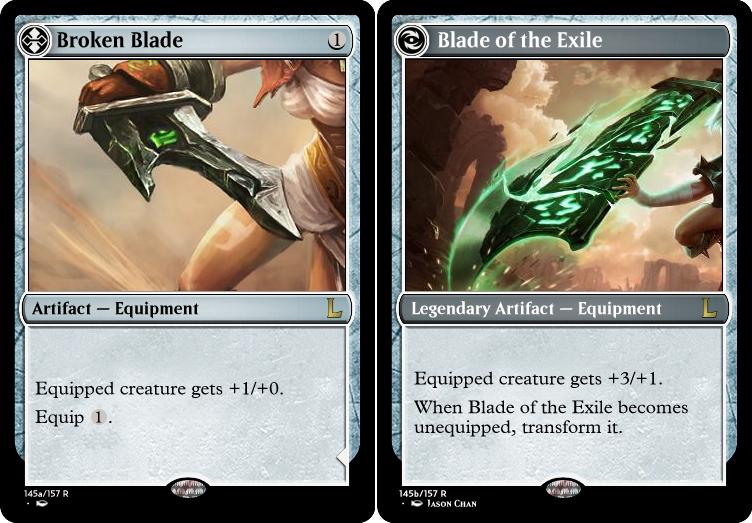 Broken Blade 1
Artifact — Equipment L
Equipped creature gets +1/+0.
Equip 1.
145a/157 R
Blade of the Exile
Legendary Artifact — Equipment L
Equipped creature gets +3/+1.
When Blade of the Exile becomes
unequipped, transform it.
145b/157 R
Jason Chan